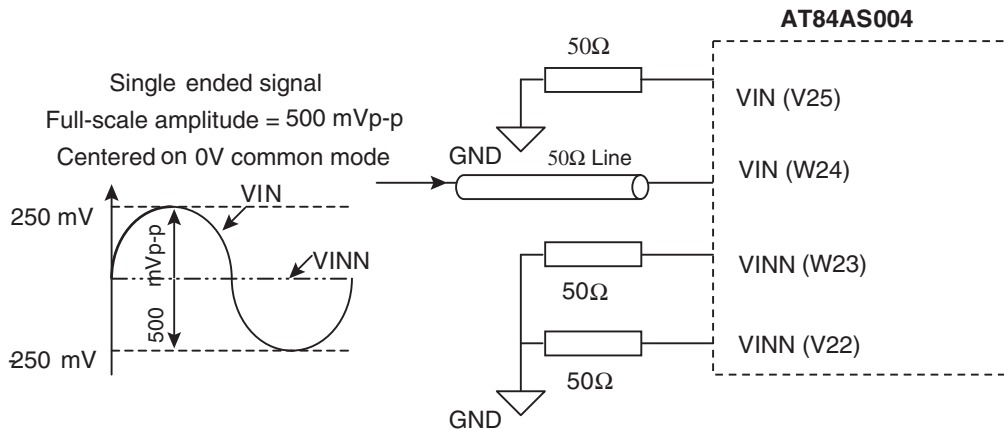 AT84AS004
50Ω
Single ended signal
Full-scale amplitude = 500 mVp-p
Centered on 0V common mode
VIN (V25)
GND
50Ω Line
VIN (W24)
VIN
250 mV
500 mVp-p
VINN
VINN (W23)
50Ω
-250 mV
VINN (V22)
50Ω
GND